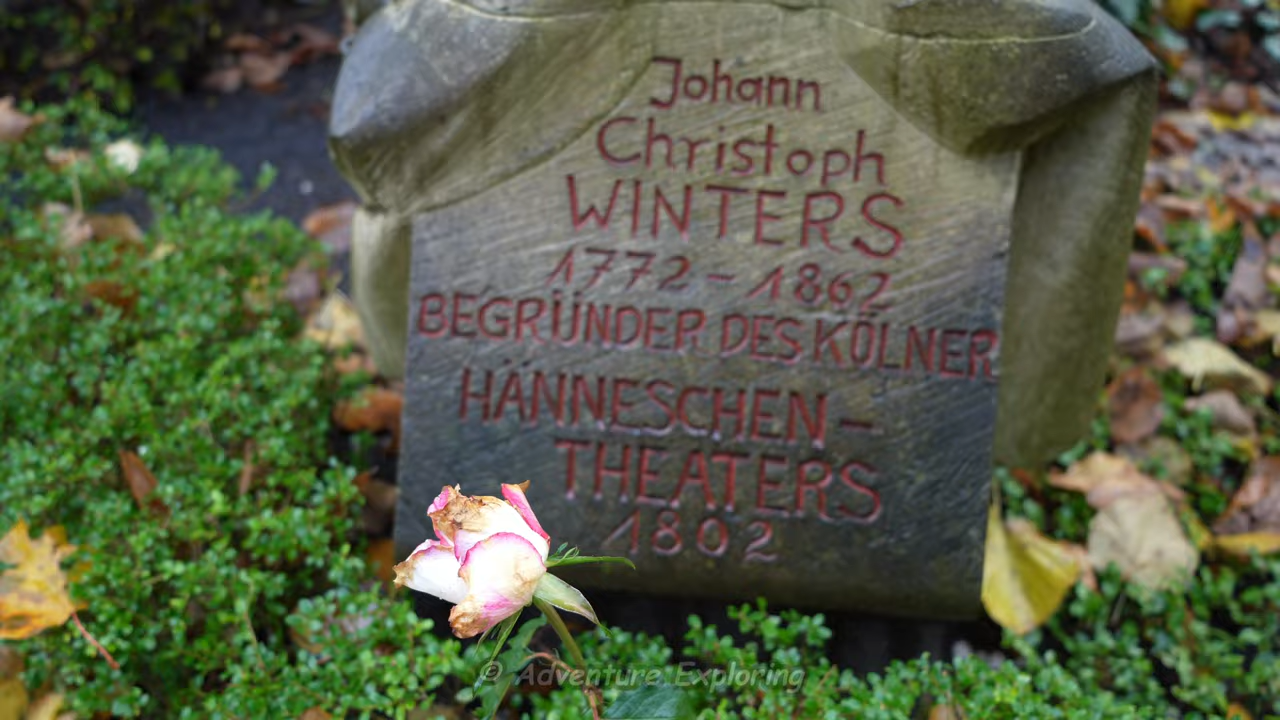 Johann
Christoph
WINTERS
1772 - 1862
BEGRÜNDER DES KÖLNER
HÄNNESCHEN-
THEATERS
1802
© Adventure: Exploring